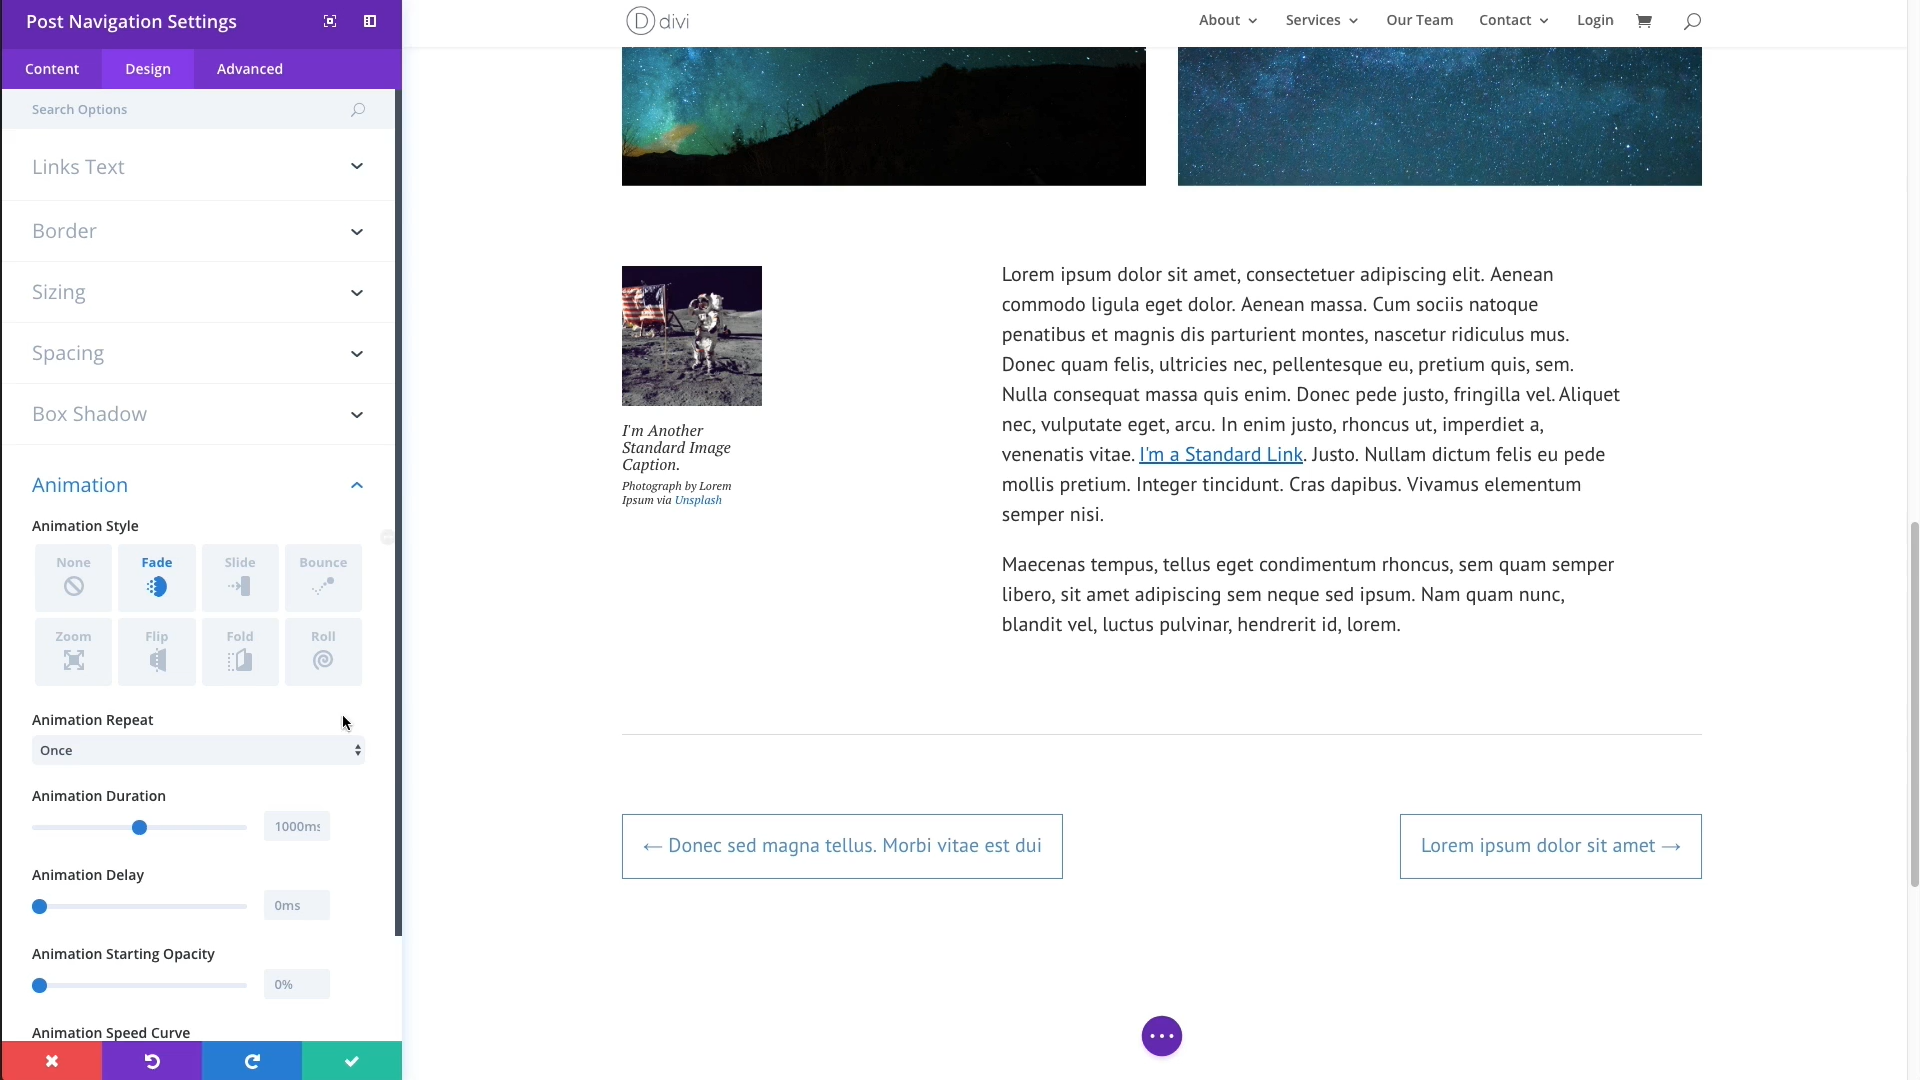 Post Navigation Settings
Content
Design
Advanced
Search Options
Links Text
Border
Sizing
Spacing
Box Shadow
Animation
Animation Style
None
Fade
Slide
Bounce
Zoom
Flip
Fold
Roll
Animation Repeat
Once
Animation Duration
1000ms
Animation Delay
0ms
Animation Starting Opacity
0%
Animation Speed Curve
D divi
About
Services
Our Team
Contact
Login
I'm Another
Standard Image
Caption.
Photograph by Lorem
Ipsum via Unsplash
Lorem ipsum dolor sit amet, consectetuer adipiscing elit. Aenean
commodo ligula eget dolor. Aenean massa. Cum sociis natoque
penatibus et magnis dis parturient montes, nascetur ridiculus mus.
Donec quam felis, ultricies nec, pellentesque eu, pretium quis, sem.
Nulla consequat massa quis enim. Donec pede justo, fringilla vel. Aliquet
nec, vulputate eget, arcu. In enim justo, rhoncus ut, imperdiet a,
venenatis vitae. I'm a Standard Link. Justo. Nullam dictum felis eu pede
mollis pretium. Integer tincidunt. Cras dapibus. Vivamus elementum
semper nisi.
Maecenas tempus, tellus eget condimentum rhoncus, sem quam semper
libero, sit amet adipiscing sem neque sed ipsum. Nam quam nunc,
blandit vel, luctus pulvinar, hendrerit id, lorem.
← Donec sed magna tellus. Morbi vitae est dui
Lorem ipsum dolor sit amet →